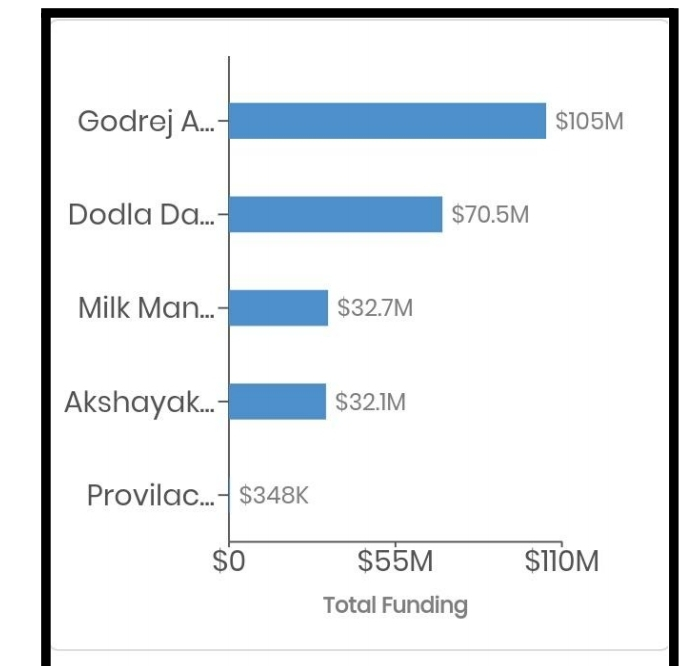 Godrej A... $105M
Dodla Da... $70.5M
Milk Man... $32.7M
Akshayak... $32.1M
Provilac... $348K
$0 $55M $110M
Total Funding